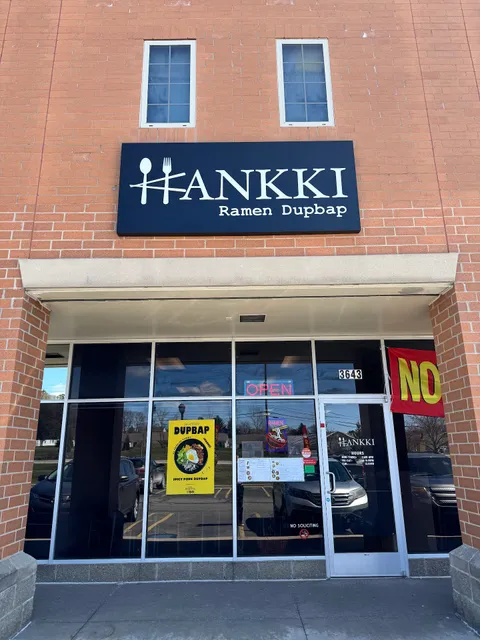 HANKKI
Ramen Dupbap
3643
OPEN
NO
DUPBAP
SPICY PORK DUPBAP
HANKKI
HOURS
NO SOLICITING